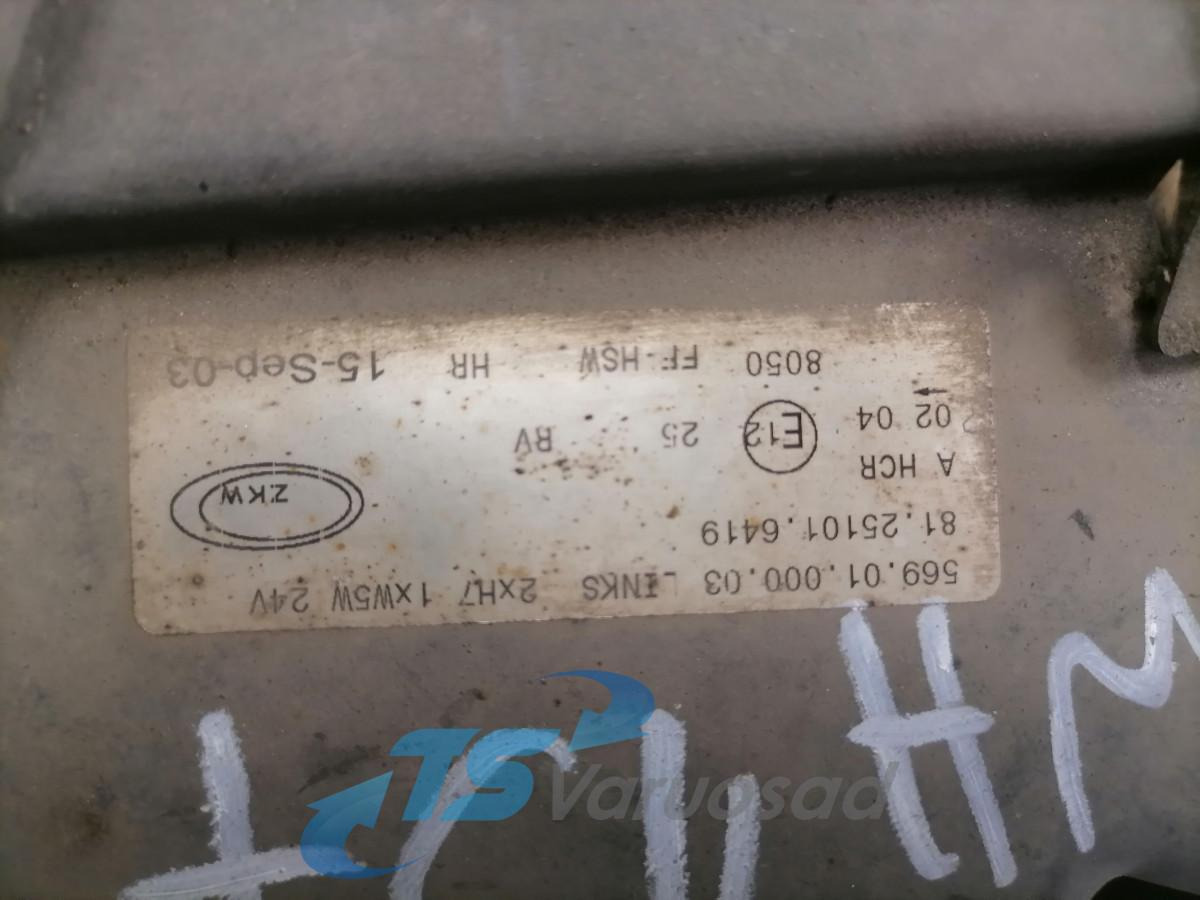 569.01.000.03 LINKS 2xH7 1xW5W 24V
81.25101.6419
A HCR
ZKW
02 04 E12 25 BV
8050 FF-HSW HR 15-Sep-03
TS Varuosad